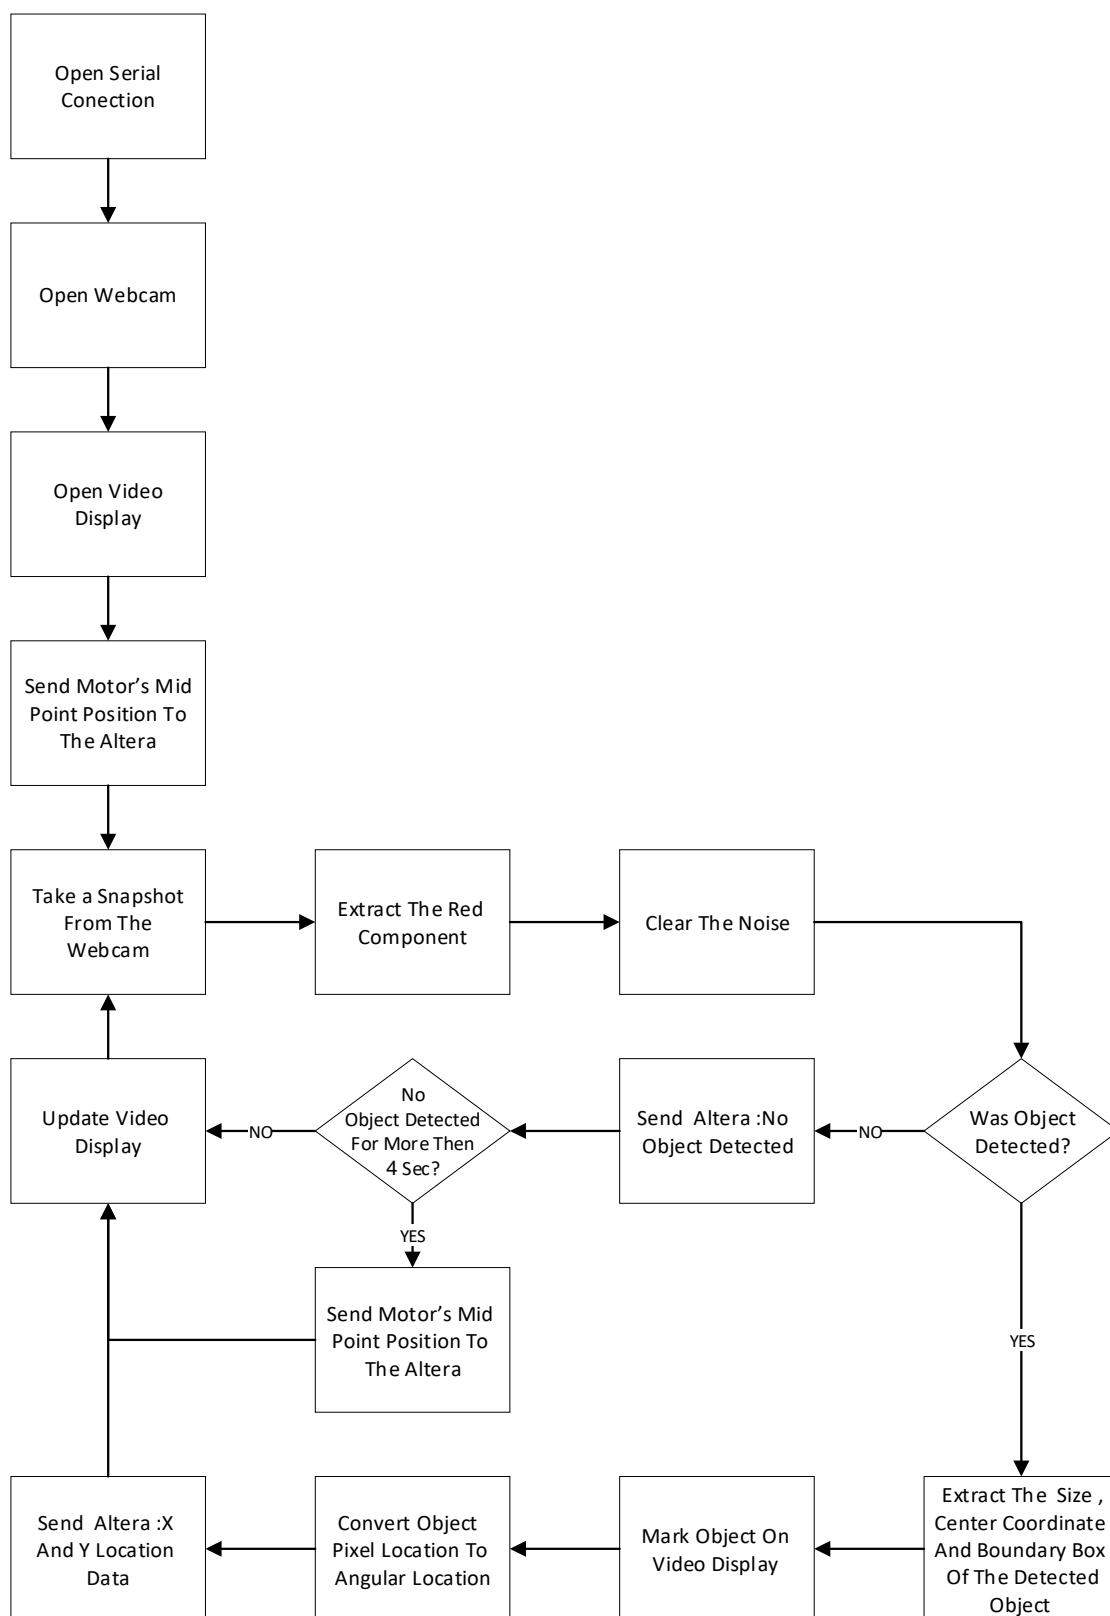 Open Serial
Conection
Open Webcam
Open Video
Display
Send Motor’s Mid
Point Position To
The Altera
Take a Snapshot
From The
Webcam
Extract The Red
Component
Clear The Noise
Was Object
Detected?
NO
Send Altera :No
Object Detected
No
Object Detected
For More Then
4 Sec?
NO
Update Video
Display
YES
Send Motor’s Mid
Point Position To
The Altera
YES
Extract The Size ,
Center Coordinate
And Boundary Box
Of The Detected
Object
Mark Object On
Video Display
Convert Object
Pixel Location To
Angular Location
Send Altera :X
And Y Location
Data